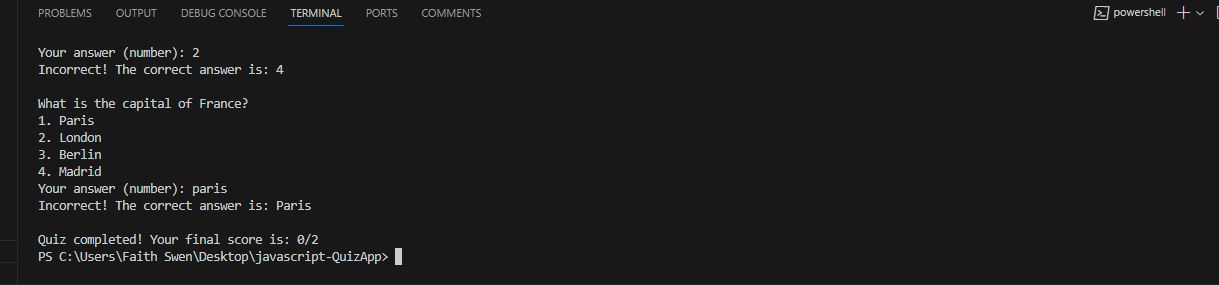 PROBLEMS OUTPUT DEBUG CONSOLE TERMINAL PORTS COMMENTS powershell
Your answer (number): 2
Incorrect! The correct answer is: 4
What is the capital of France?
1. Paris
2. London
3. Berlin
4. Madrid
Your answer (number): paris
Incorrect! The correct answer is: Paris
Quiz completed! Your final score is: 0/2
PS C:\Users\Faith Swen\Desktop\javascript-QuizApp>